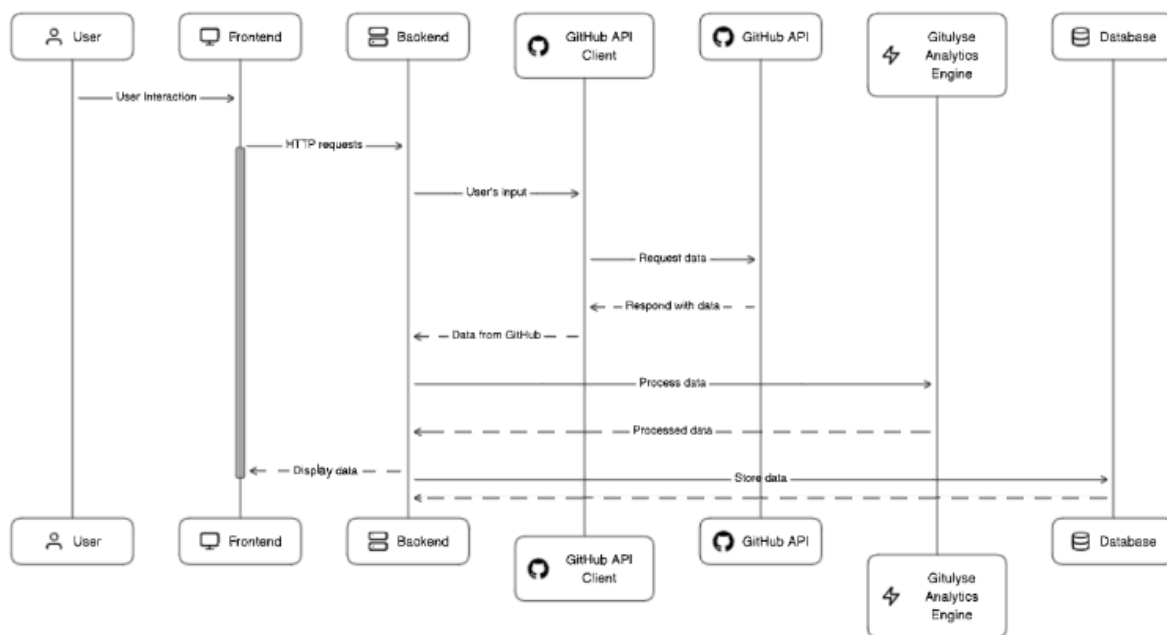 User
Frontend
Backend
GitHub API
Client
GitHub API
Gitulyse
Analytics
Engine
Database
User Interaction
HTTP requests
User's input
Request data
Respond with data
Data from GitHub
Process data
Processed data
Display data
Store data
User
Frontend
Backend
GitHub API
Client
GitHub API
Gitulyse
Analytics
Engine
Database